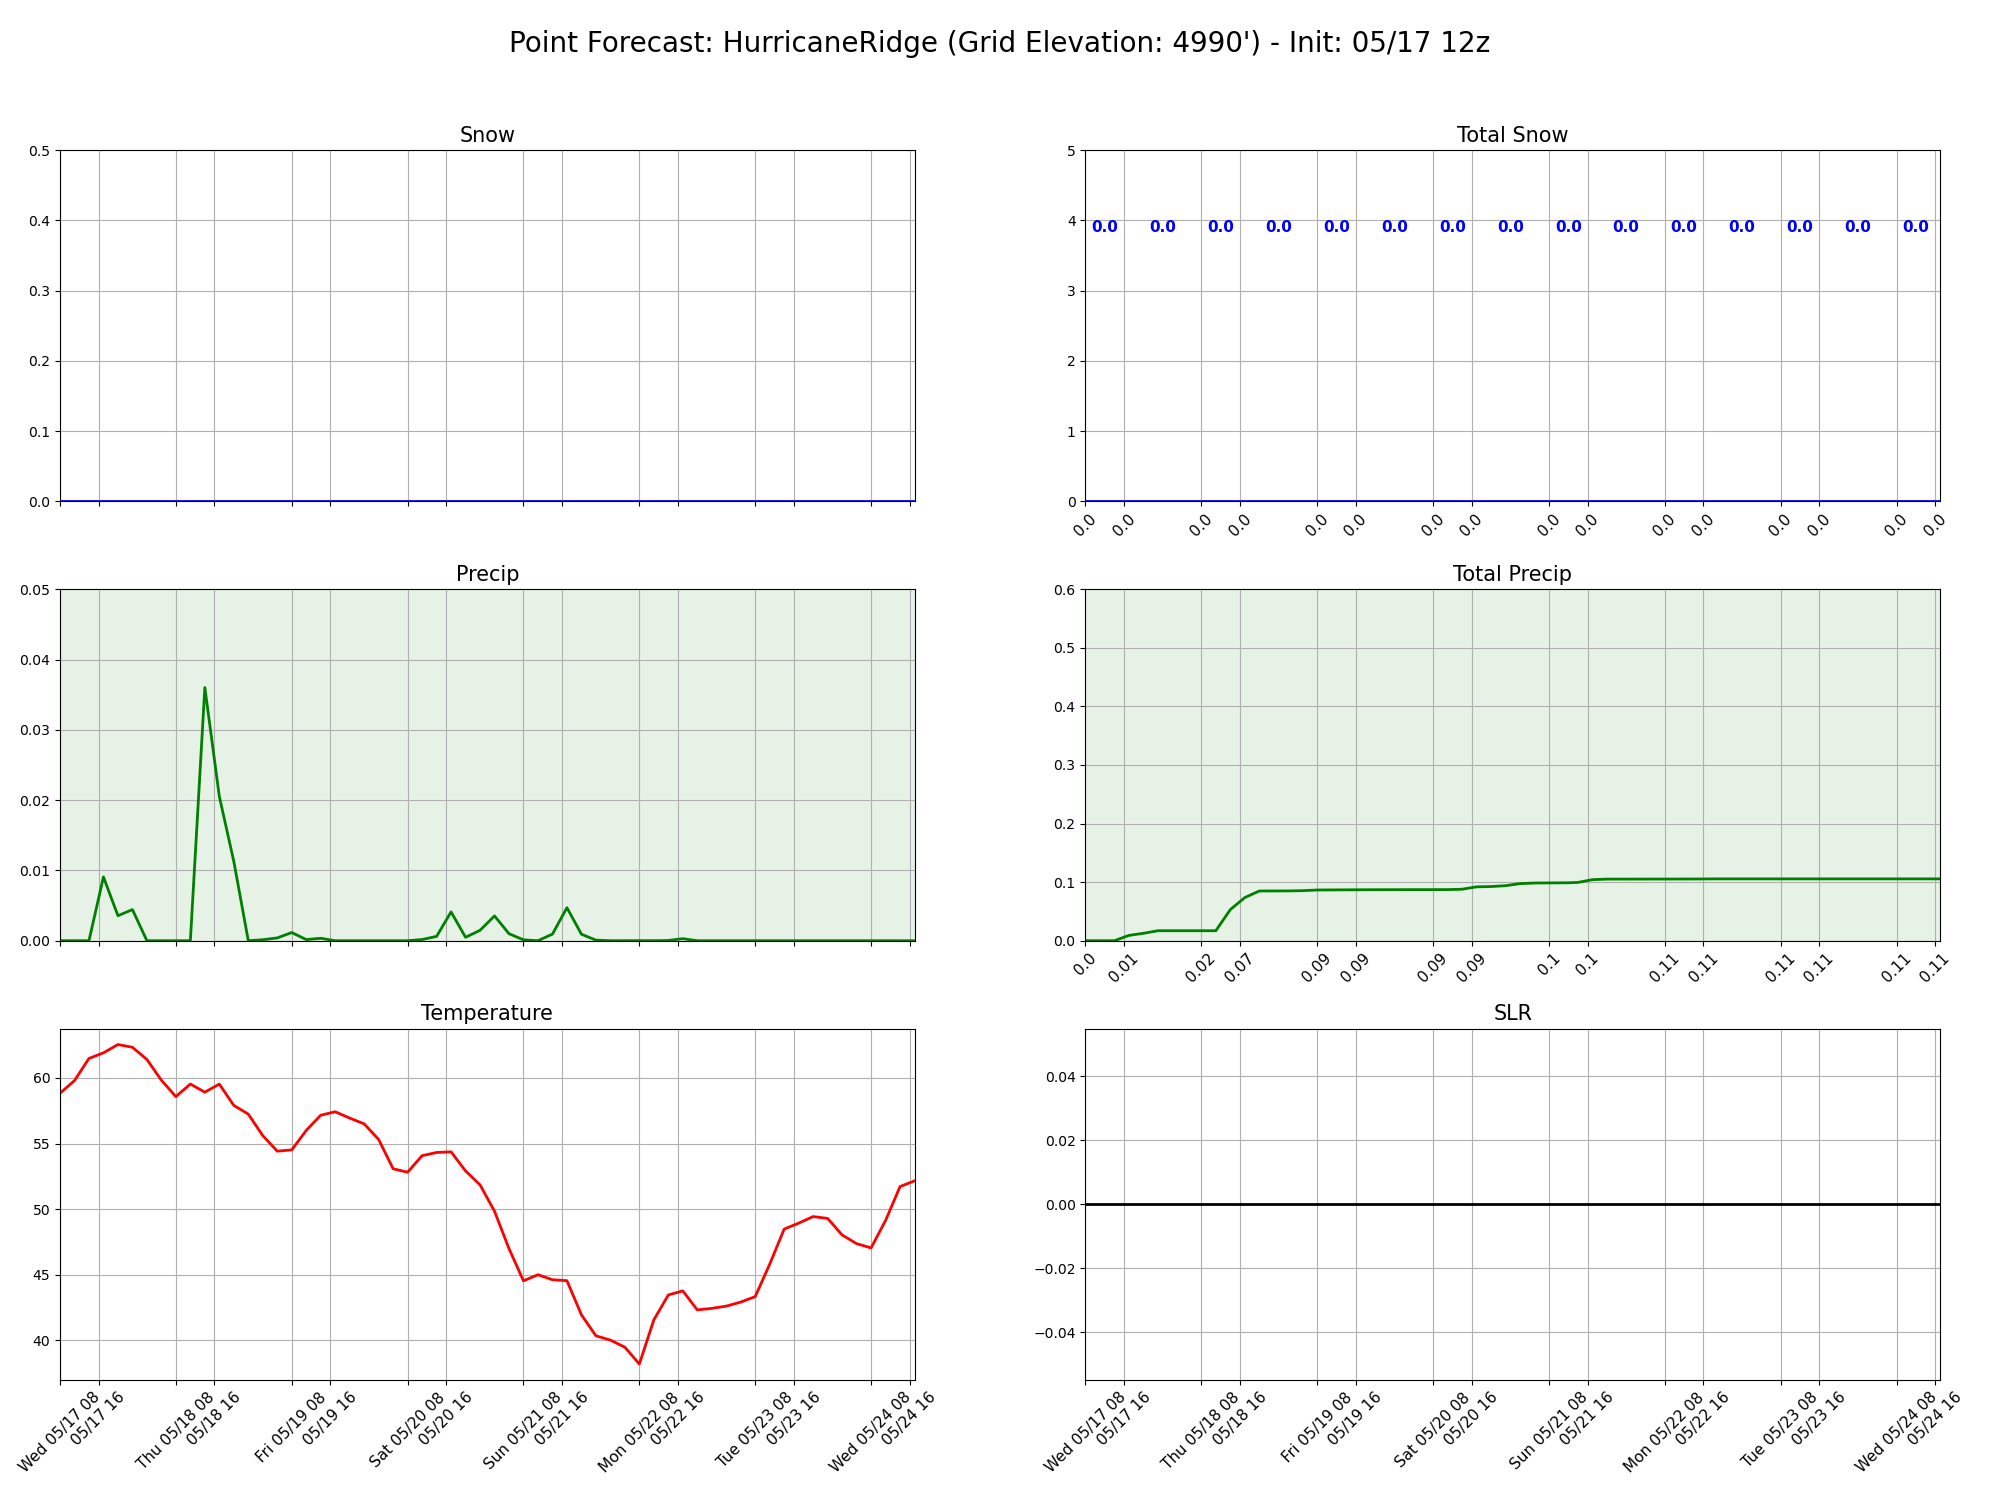 Point Forecast: HurricaneRidge (Grid Elevation: 4990') - Init: 05/17 12z
Snow
0.5
0.4
0.3
0.2
0.1
0.0
Total Snow
5
4
3
2
1
0
0.0 0.0 0.0 0.0 0.0 0.0 0.0 0.0 0.0 0.0 0.0 0.0 0.0 0.0 0.0
0.0 0.0 0.0 0.0 0.0 0.0 0.0 0.0 0.0 0.0 0.0 0.0 0.0 0.0 0.0 0.0
Precip
0.05
0.04
0.03
0.02
0.01
0.00
Total Precip
0.6
0.5
0.4
0.3
0.2
0.1
0.0
0.0 0.01 0.02 0.07 0.09 0.09 0.09 0.09 0.1 0.1 0.11 0.11 0.11 0.11 0.11 0.11
Temperature
60
55
50
45
40
Wed 05/17 08
05/17 16
Thu 05/18 08
05/18 16
Fri 05/19 08
05/19 16
Sat 05/20 08
05/20 16
Sun 05/21 08
05/21 16
Mon 05/22 08
05/22 16
Tue 05/23 08
05/23 16
Wed 05/24 08
05/24 16
SLR
0.04
0.02
0.00
−0.02
−0.04
Wed 05/17 08
05/17 16
Thu 05/18 08
05/18 16
Fri 05/19 08
05/19 16
Sat 05/20 08
05/20 16
Sun 05/21 08
05/21 16
Mon 05/22 08
05/22 16
Tue 05/23 08
05/23 16
Wed 05/24 08
05/24 16